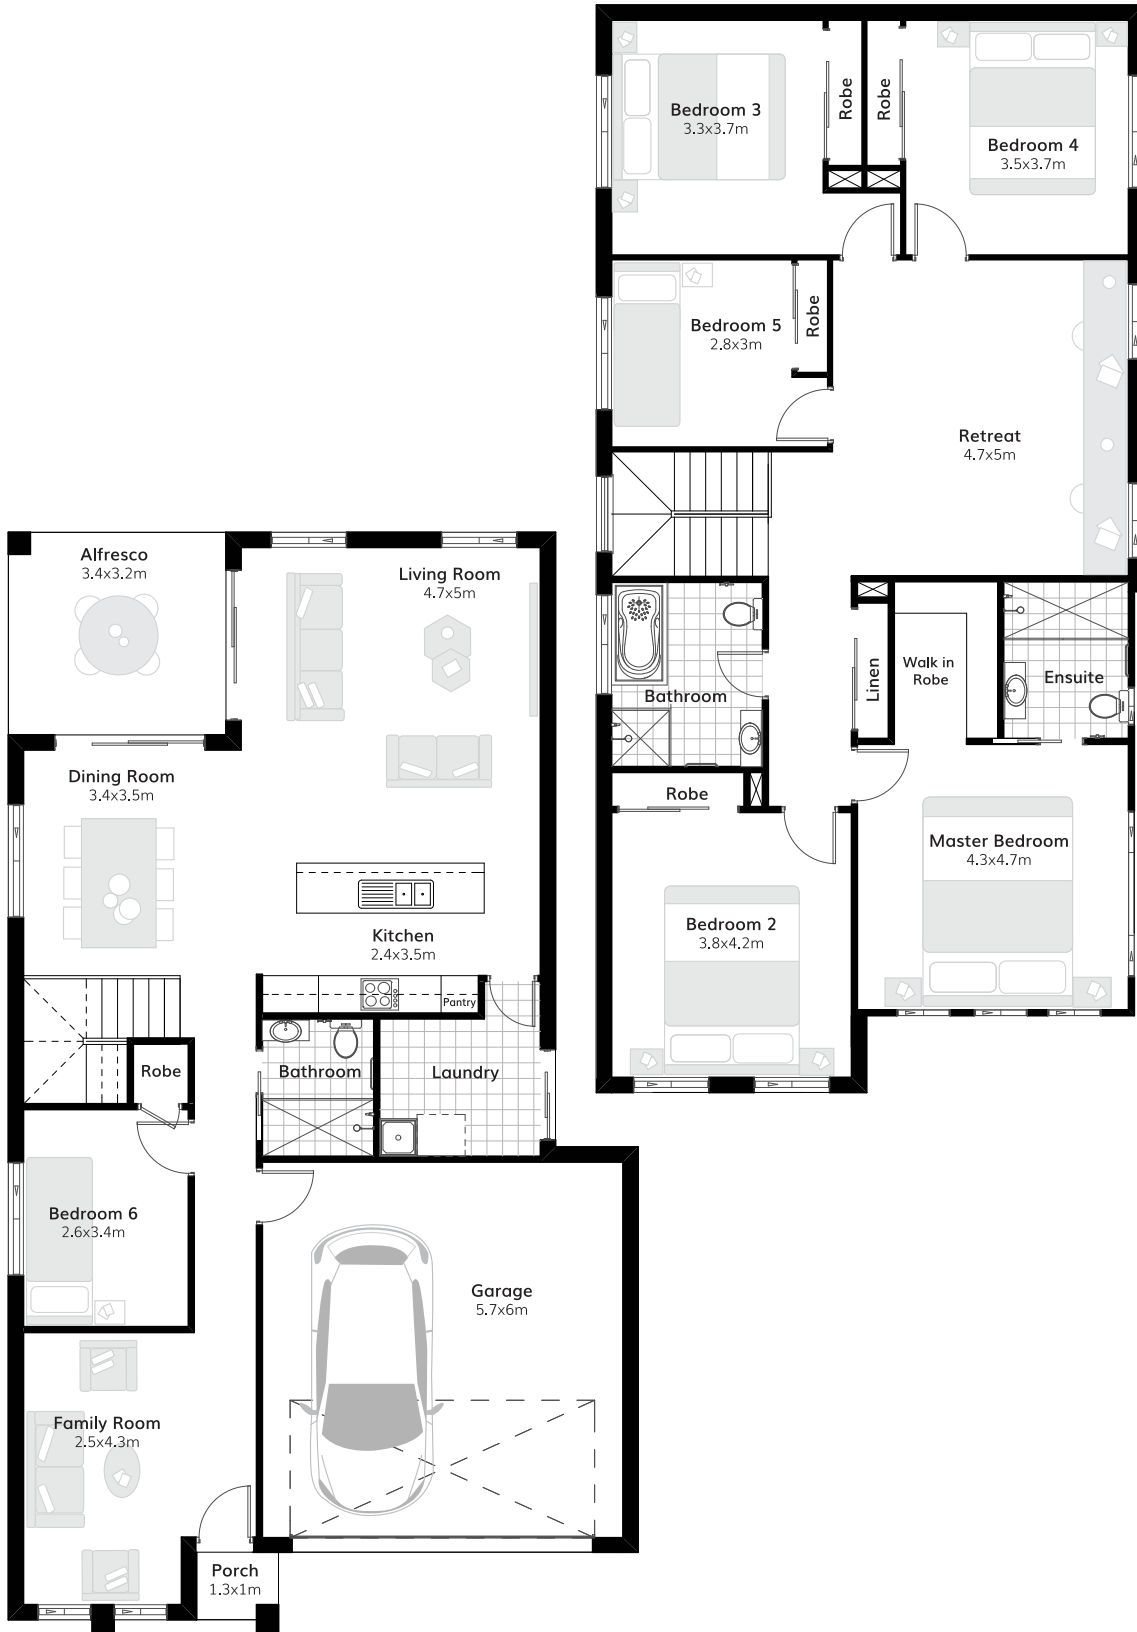 Alfresco
3.4x3.2m
Living Room
4.7x5m
Dining Room
3.4x3.5m
Kitchen
2.4x3.5m
Pantry
Robe
Bathroom
Laundry
Bedroom 6
2.6x3.4m
Garage
5.7x6m
Family Room
2.5x4.3m
Porch
1.3x1m
Bedroom 3
3.3x3.7m
Robe
Robe
Bedroom 4
3.5x3.7m
Bedroom 5
2.8x3m
Robe
Retreat
4.7x5m
Bathroom
Linen
Walk in
Robe
Ensuite
Robe
Master Bedroom
4.3x4.7m
Bedroom 2
3.8x4.2m